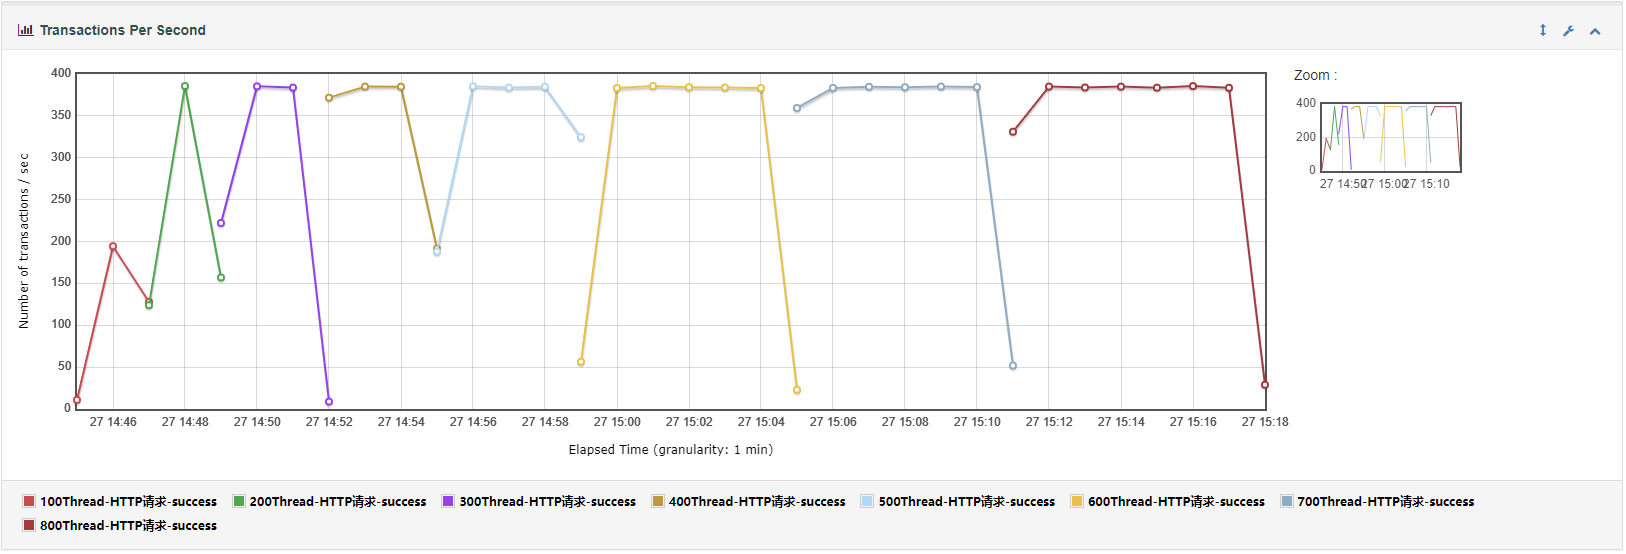 Transactions Per Second
Zoom :
400
350
300
250
200
150
100
50
0
Number of transactions / sec
27 14:46 27 14:48 27 14:50 27 14:52 27 14:54 27 14:56 27 14:58 27 15:00 27 15:02 27 15:04 27 15:06 27 15:08 27 15:10 27 15:12 27 15:14 27 15:16 27 15:18
Elapsed Time (granularity: 1 min)
400
200
0
27 14:50 27 15:00 27 15:10
100Thread-HTTP请求-success 200Thread-HTTP请求-success 300Thread-HTTP请求-success 400Thread-HTTP请求-success 500Thread-HTTP请求-success 600Thread-HTTP请求-success 700Thread-HTTP请求-success
800Thread-HTTP请求-success